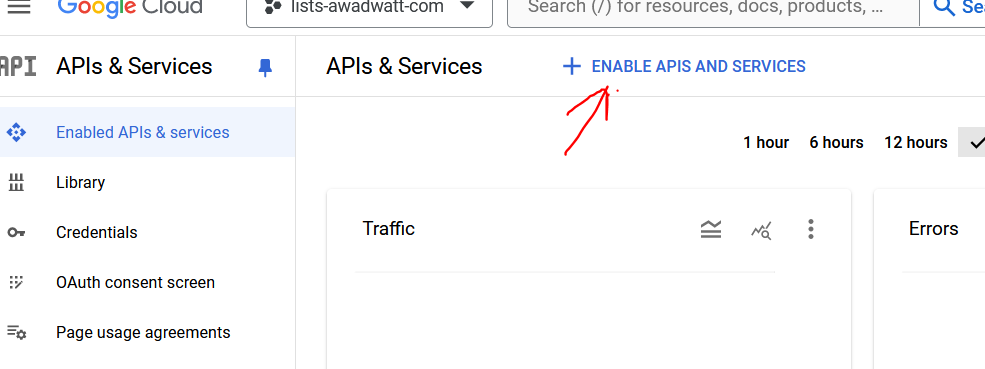 Google Cloud
lists-awadwatt-com
Search (/) for resources, docs, products, ...
API
APIs & Services
APIs & Services
ENABLE APIS AND SERVICES
Enabled APIs & services
Library
Credentials
OAuth consent screen
Page usage agreements
1 hour
6 hours
12 hours
Traffic
Errors